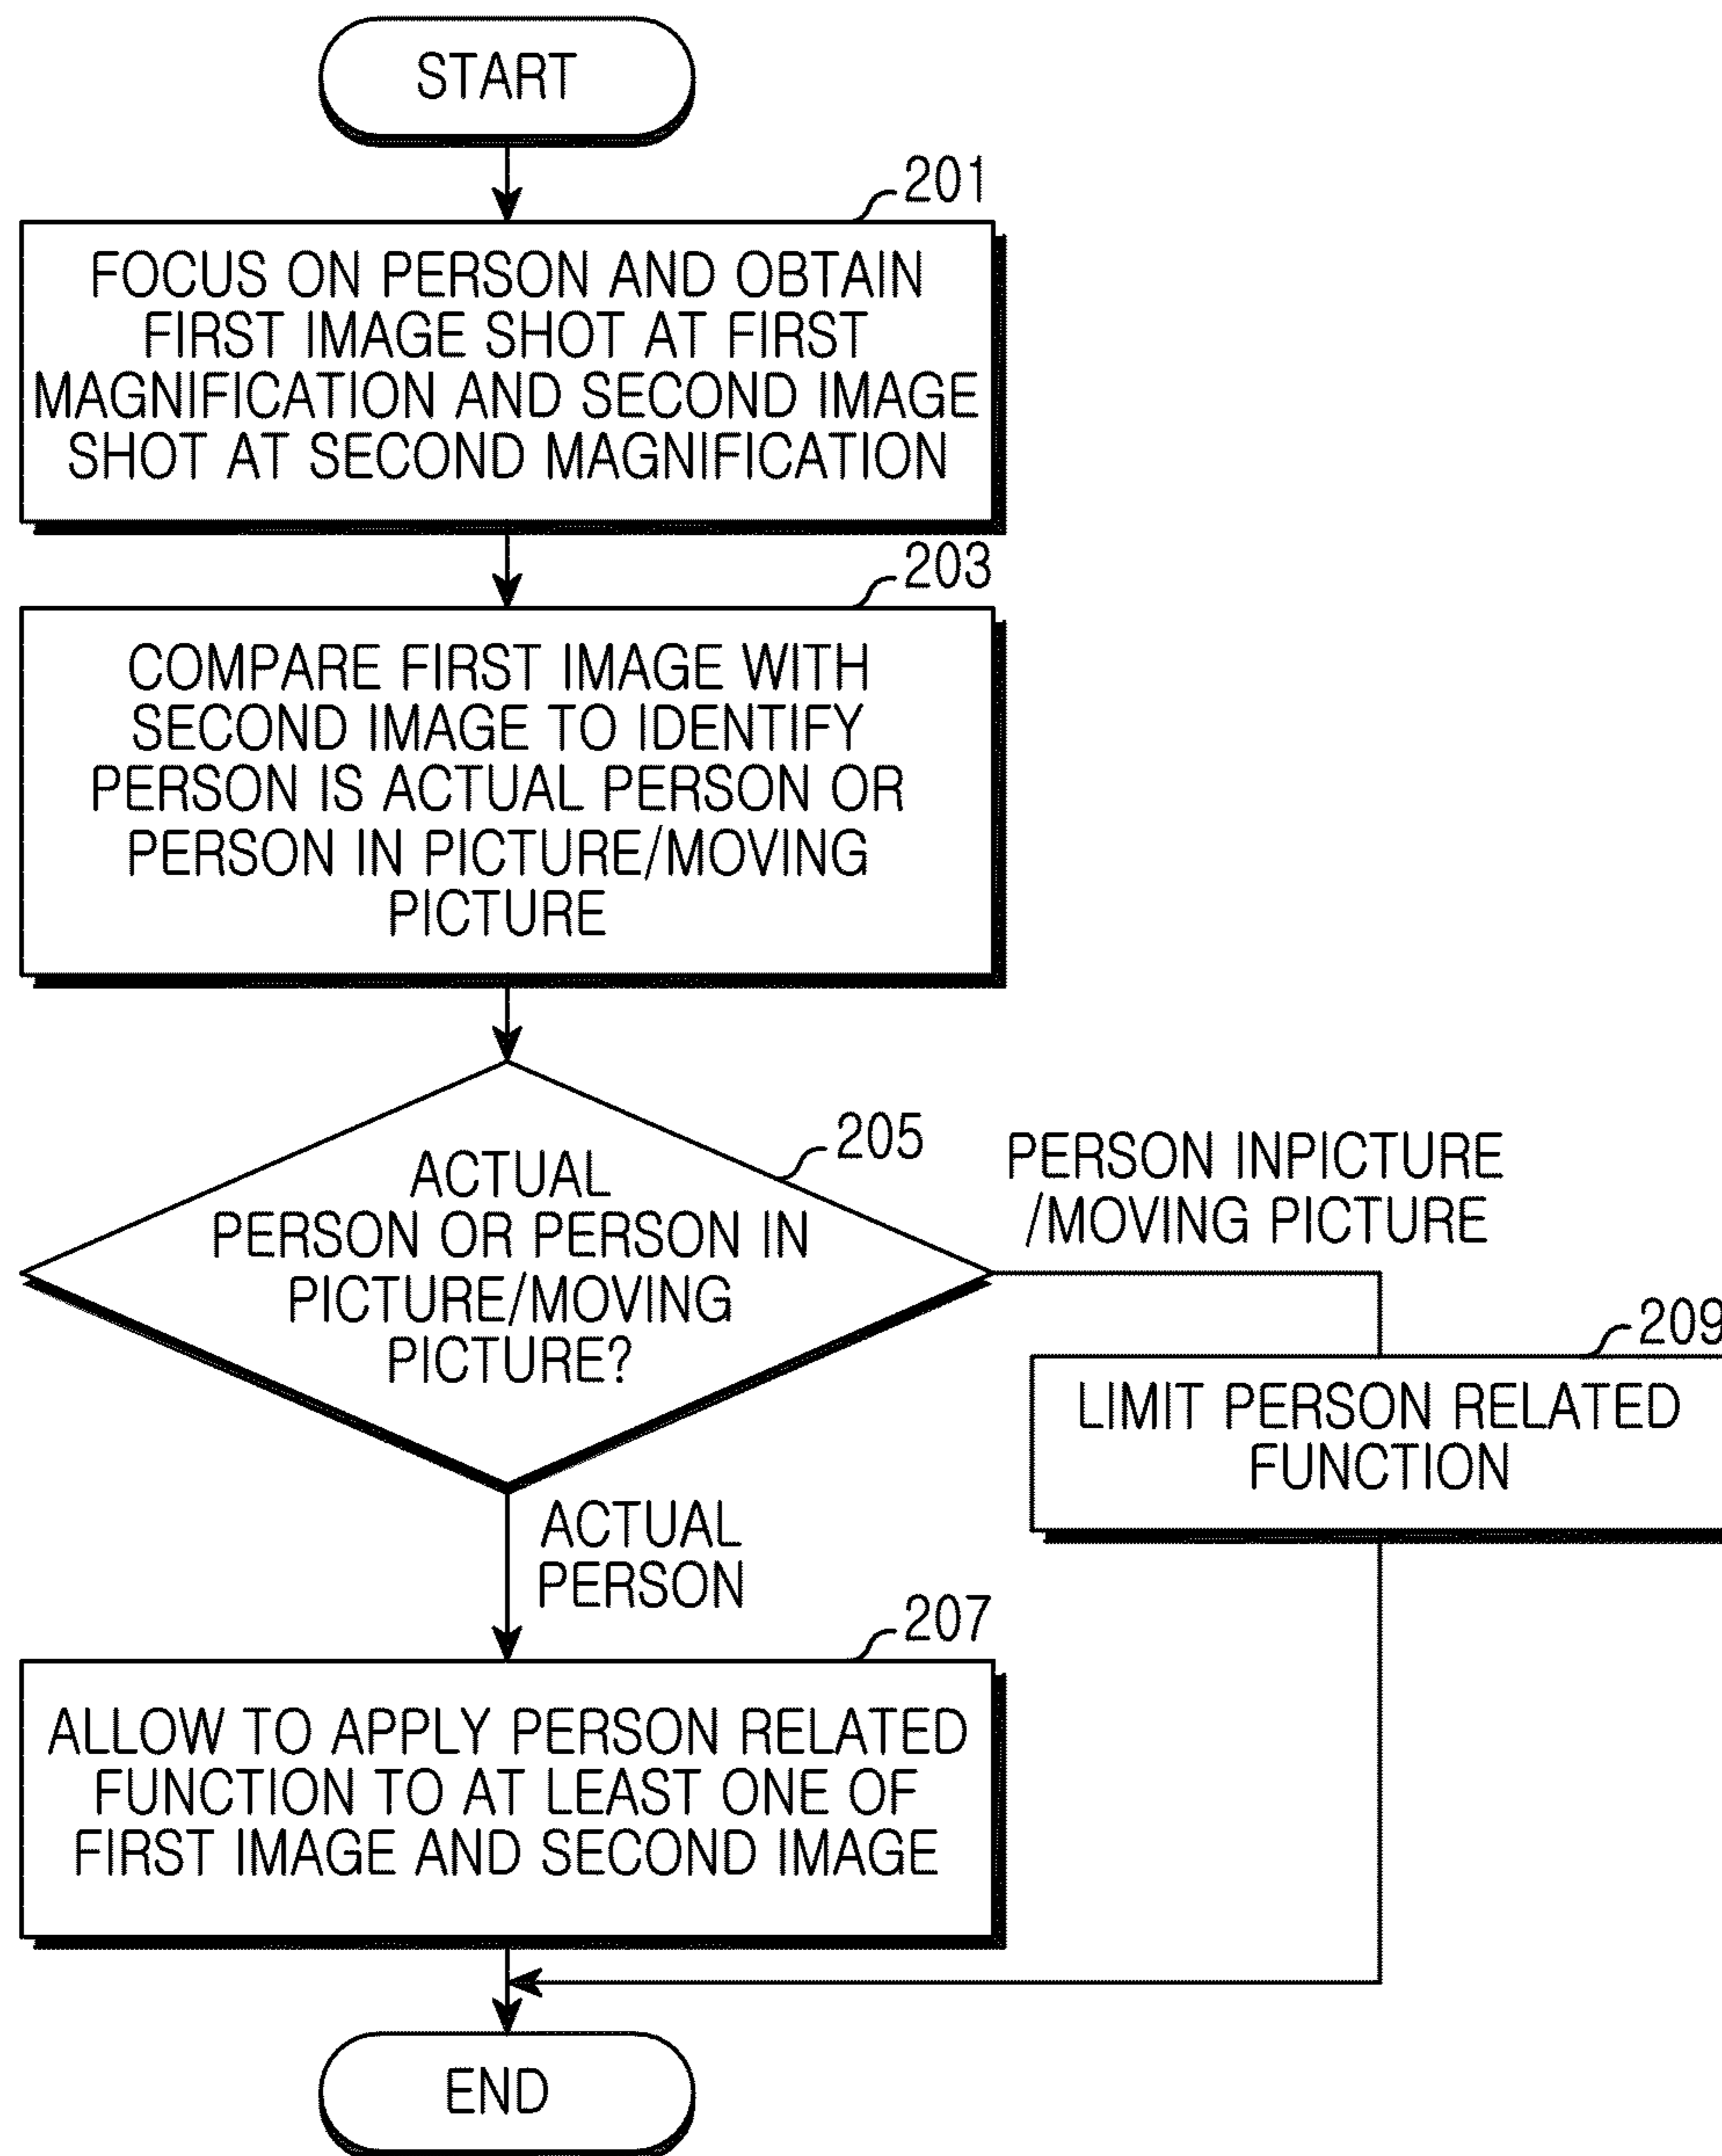 START
201
FOCUS ON PERSON AND OBTAIN
FIRST IMAGE SHOT AT FIRST
MAGNIFICATION AND SECOND IMAGE
SHOT AT SECOND MAGNIFICATION
203
COMPARE FIRST IMAGE WITH
SECOND IMAGE TO IDENTIFY
PERSON IS ACTUAL PERSON OR
PERSON IN PICTURE/MOVING
PICTURE
205
ACTUAL
PERSON OR PERSON IN
PICTURE/MOVING
PICTURE?
PERSON INPICTURE
/MOVING PICTURE
209
LIMIT PERSON RELATED
FUNCTION
ACTUAL
PERSON
207
ALLOW TO APPLY PERSON RELATED
FUNCTION TO AT LEAST ONE OF
FIRST IMAGE AND SECOND IMAGE
END